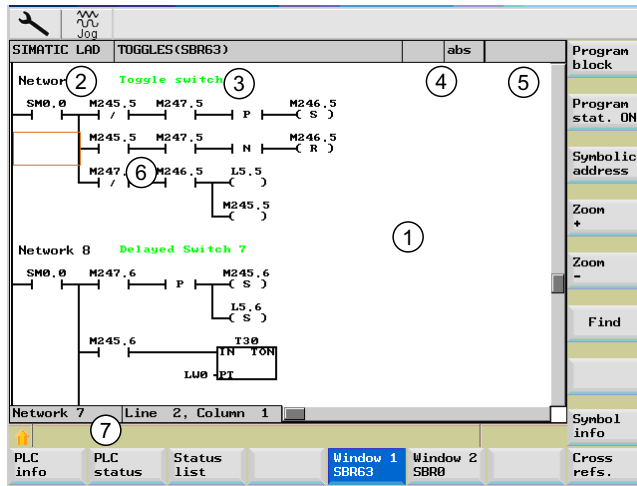 Jog
SIMATIC LAD TOGGLES(SBR63) abs
Program block
2 3 4 5
Networ Toggle switch
SM0.0 M245.5 M247.5 M246.5
/ P ( S )
Program stat. ON
M245.5 M247.5 M246.5
N ( R )
Symbolic address
M247 6 M246.5 L5.5
/ ( )
M245.5
( )
Zoom +
1
Network 8 Delayed Switch 7
Zoom -
SM0.0 M247.6 M245.6
P ( S )
L5.6
( S )
Find
M245.6 T30
IN TON
LW0 PT
Network 7 Line 2, Column 1
7
Symbol info
PLC info
PLC status
Status list
Window 1 SBR63
Window 2 SBR0
Cross refs.